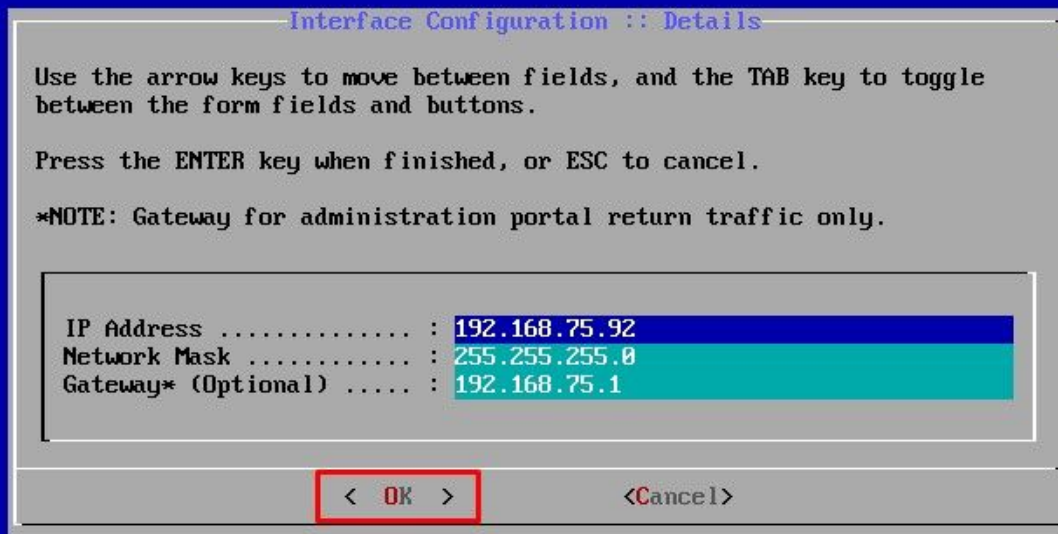 Interface Configuration :: Details
Use the arrow keys to move between fields, and the TAB key to toggle
between the form fields and buttons.
Press the ENTER key when finished, or ESC to cancel.
*NOTE: Gateway for administration portal return traffic only.
IP Address .............. : 192.168.75.92
Network Mask ............ : 255.255.255.0
Gateway* (Optional) ..... : 192.168.75.1
< OK > <Cancel>